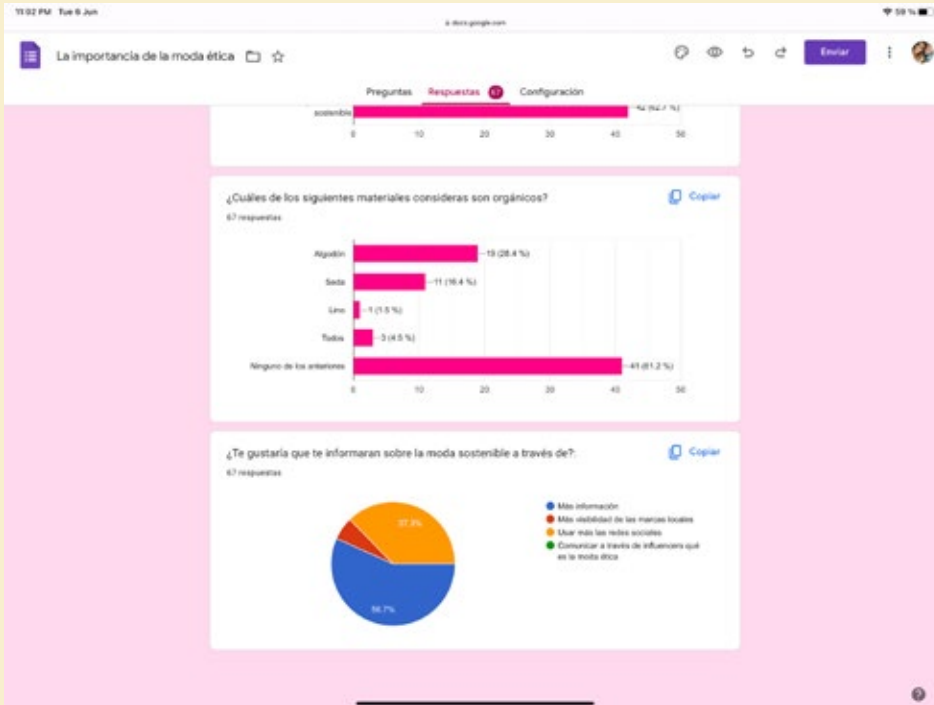 11:02 PM Tue 6 Jun
docs.google.com
59 %
La importancia de la moda ética
Enviar
Preguntas Respuestas 67 Configuración
sostenible
42 (62.7 %)
0 10 20 30 40 50
¿Cuáles de los siguientes materiales consideras son orgánicos?
Copiar
67 respuestas
Algodón 19 (28.4 %)
Seda 11 (16.4 %)
Lino 1 (1.5 %)
Todos 3 (4.5 %)
Ninguno de los anteriores 41 (61.2 %)
0 10 20 30 40 50
¿Te gustaría que te informaran sobre la moda sostenible a través de?:
Copiar
67 respuestas
37.3%
56.7%
Más información
Más visibilidad de las marcas locales
Usar más las redes sociales
Comunicar a través de influencers qué
es la moda ética